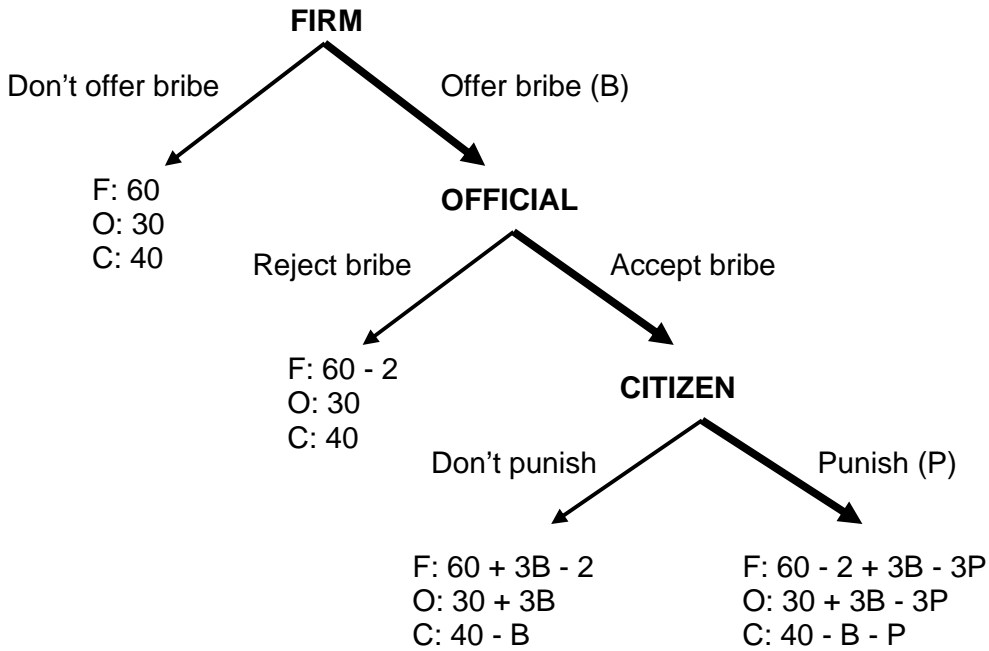 FIRM
Don’t offer bribe
Offer bribe (B)
F: 60
O: 30
C: 40
OFFICIAL
Reject bribe
Accept bribe
F: 60 - 2
O: 30
C: 40
CITIZEN
Don’t punish
Punish (P)
F: 60 + 3B - 2
O: 30 + 3B
C: 40 - B
F: 60 - 2 + 3B - 3P
O: 30 + 3B - 3P
C: 40 - B - P